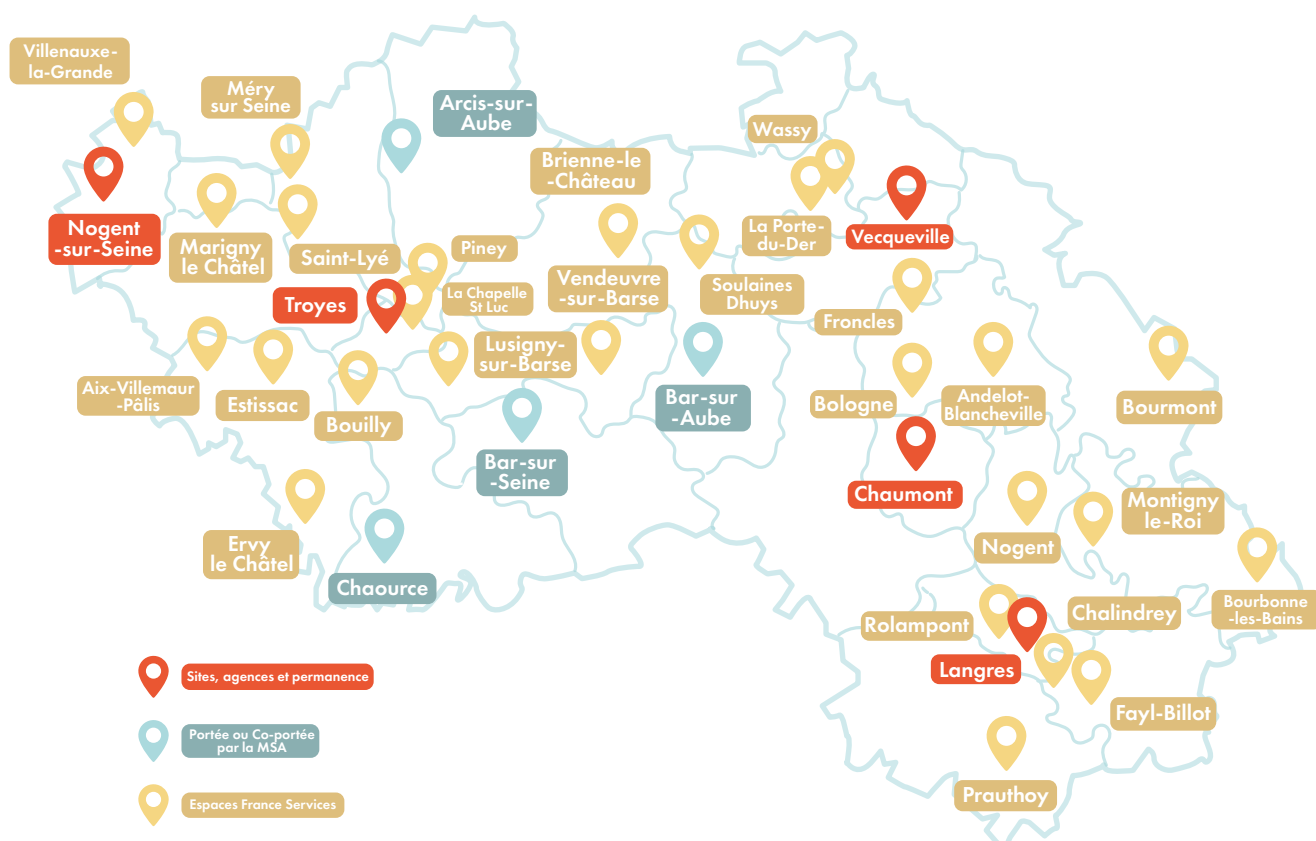 Villenauxe-
la-Grande
Méry
sur Seine
Arcis-sur-
Aube
Wassy
Brienne-le
-Château
Nogent
-sur-Seine
Marigny
le Châtel
Saint-Lyé
Piney
La Porte-
du-Der
Vecqueville
Troyes
La Chapelle
St Luc
Vendeuvre
-sur-Barse
Soulaines
Dhuys
Froncles
Lusigny-
sur-Barse
Aix-Villemaur
-Pâlis
Estissac
Bouilly
Bar-sur
-Aube
Bologne
Andelot-
Blancheville
Bourmont
Bar-sur
-Seine
Chaumont
Montigny
le-Roi
Ervy
le Châtel
Nogent
Chaource
Rolampont
Chalindrey
Bourbonne
-les-Bains
Langres
Fayl-Billot
Prauthoy
Sites, agences et permanence
Portée ou Co-portée
par la MSA
Espaces France Services